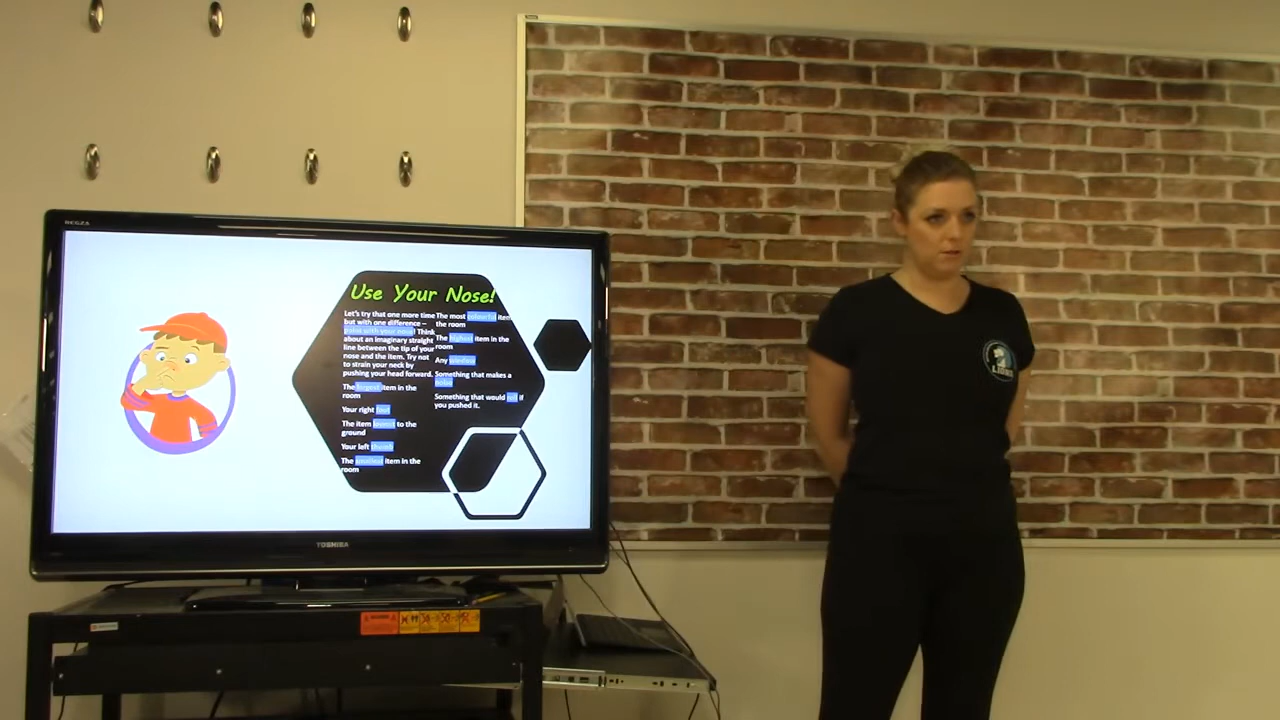 REGZA
Use Your Nose!
Let's try that one more time
but with one difference –
point with your nose! Think
about an imaginary straight
line between the tip of your
nose and the item. Try not
to strain your neck by
pushing your head forward.
The largest item in the
room
Your right foot
The item lowest to the
ground
Your left thumb
The smallest item in the
room
The most colourful item
the room
The highest item in the
room
Any window
Something that makes a
noise
Something that would roll if
you pushed it.
TOSHIBA
LIONS